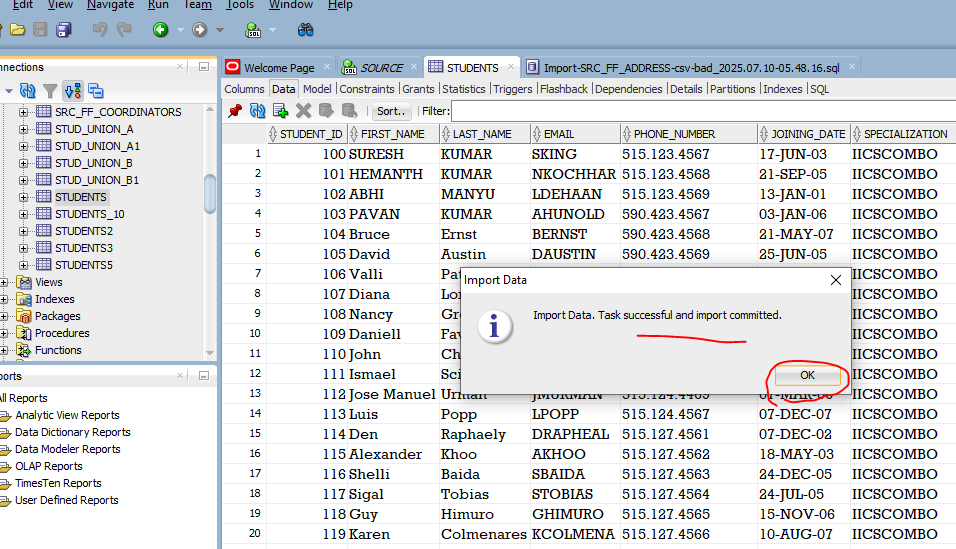 Edit View Navigate Run Team Tools Window Help
SQL
nnections
Welcome Page SOURCE STUDENTS Import-SRC_FF_ADDRESS-csv-bad_2025.07.10-05.48.16.sql
Columns Data Model Constraints Grants Statistics Triggers Flashback Dependencies Details Partitions Indexes SQL
Sort.. Filter:
SRC_FF_COORDINATORS
STUD_UNION_A
STUD_UNION_A1
STUD_UNION_B
STUD_UNION_B1
STUDENTS
STUDENTS_10
STUDENTS2
STUDENTS3
STUDENTS5
Views
Indexes
Packages
Procedures
Functions
ports
All Reports
Analytic View Reports
Data Dictionary Reports
Data Modeler Reports
OLAP Reports
TimesTen Reports
User Defined Reports
STUDENT_ID FIRST_NAME LAST_NAME EMAIL PHONE_NUMBER JOINING_DATE SPECIALIZATION
1 100 SURESH KUMAR SKING 515.123.4567 17-JUN-03 IICSCOMBO
2 101 HEMANTH KUMAR NKOCHHAR 515.123.4568 21-SEP-05 IICSCOMBO
3 102 ABHI MANYU LDEHAAN 515.123.4569 13-JAN-01 IICSCOMBO
4 103 PAVAN KUMAR AHUNOLD 590.423.4567 03-JAN-06 IICSCOMBO
5 104 Bruce Ernst BERNST 590.423.4568 21-MAY-07 IICSCOMBO
6 105 David Austin DAUSTIN 590.423.4569 25-JUN-05 IICSCOMBO
7 106 Valli Pat IICSCOMBO
8 107 Diana Lor IICSCOMBO
9 108 Nancy Gre IICSCOMBO
10 109 Daniell Fav IICSCOMBO
11 110 John Ch IICSCOMBO
12 111 Ismael Sci IICSCOMBO
13 112 Jose Manuel Urman JMURMAN 515.124.4469 07-MAR-06 IICSCOMBO
14 113 Luis Popp LPOPP 515.124.4567 07-DEC-07 IICSCOMBO
15 114 Den Raphaely DRAPHEAL 515.127.4561 07-DEC-02 IICSCOMBO
16 115 Alexander Khoo AKHOO 515.127.4562 18-MAY-03 IICSCOMBO
17 116 Shelli Baida SBAIDA 515.127.4563 24-DEC-05 IICSCOMBO
18 117 Sigal Tobias STOBIAS 515.127.4564 24-JUL-05 IICSCOMBO
19 118 Guy Himuro GHIMURO 515.127.4565 15-NOV-06 IICSCOMBO
20 119 Karen Colmenares KCOLMENA 515.127.4566 10-AUG-07 IICSCOMBO
Import Data
Import Data. Task successful and import committed.
OK